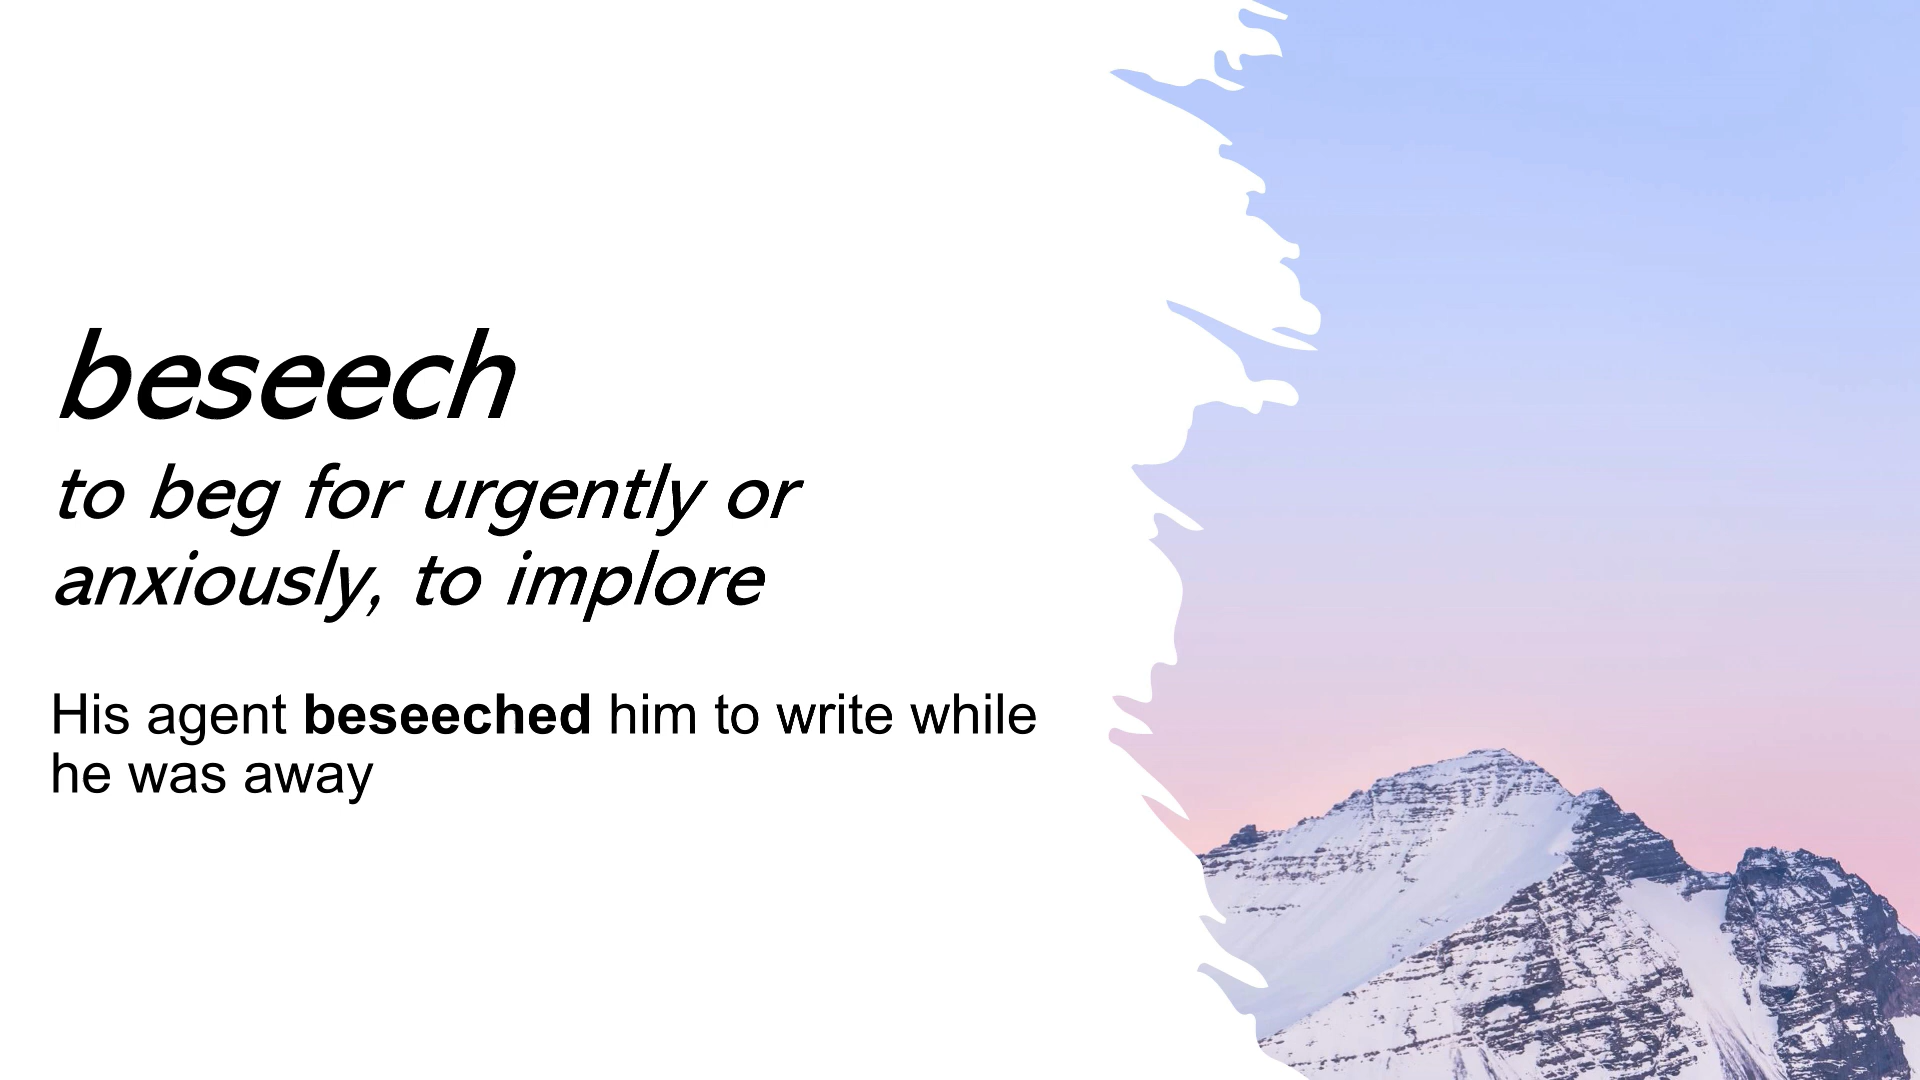 beseech
to beg for urgently or
anxiously, to implore
His agent beseeched him to write while
he was away